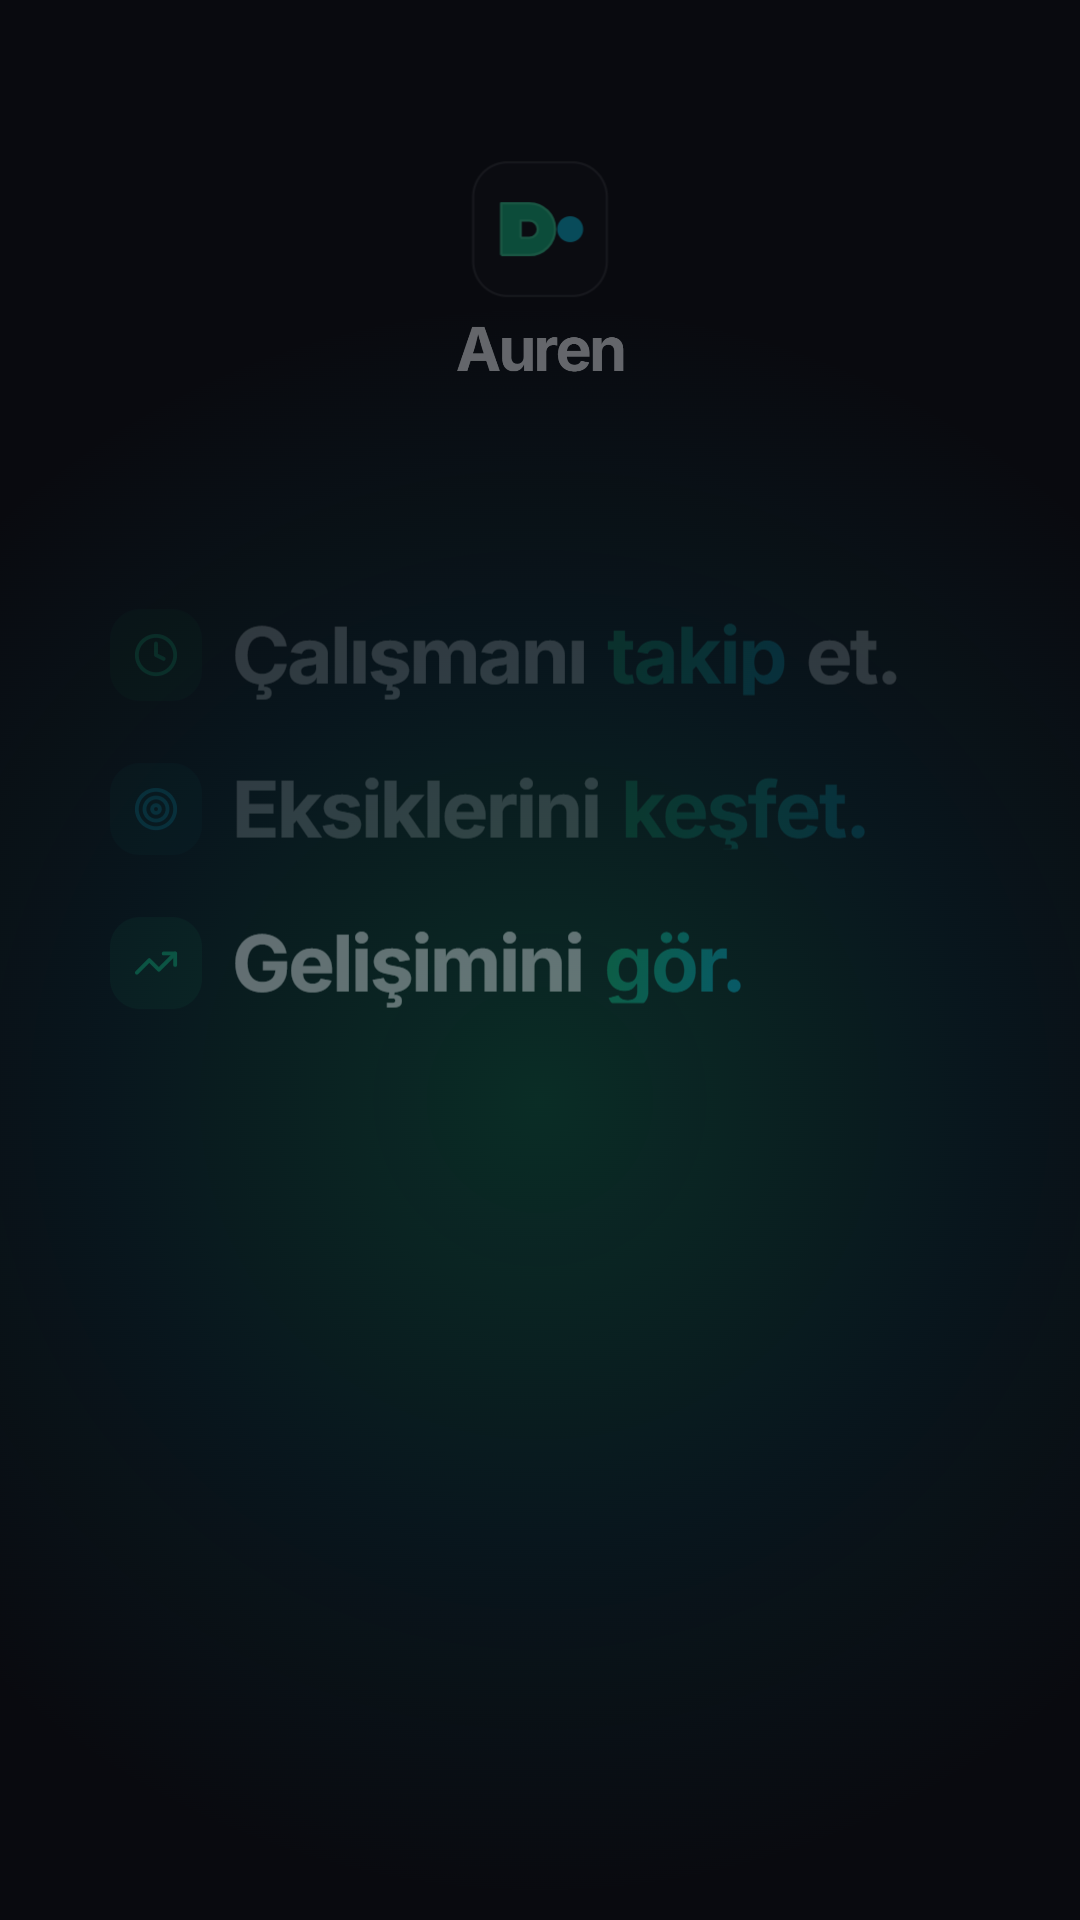 D
Auren
Çalışmanı takip et.
Eksiklerini keşfet.
Gelişimini gör.